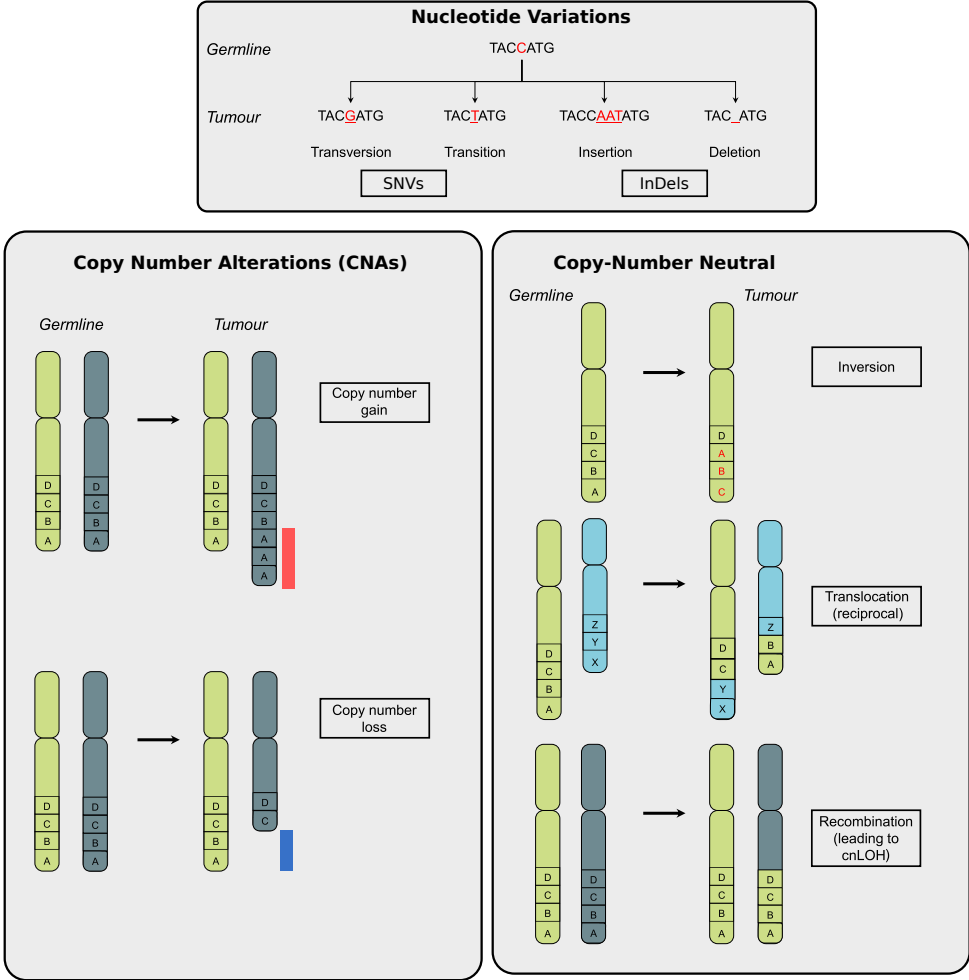 Nucleotide Variations
Germline
TACCATG
Tumour
TACGATG TACTATG TACCAATATG TAC_ATG
Transversion Transition Insertion Deletion
SNVs InDels
Copy Number Alterations (CNAs)
Germline Tumour
D D D D
C C C C
B B B B
A A A A
A
A
Copy number
gain
D D D D
C C C C
B B B
A A A
Copy number
loss
Copy-Number Neutral
Germline Tumour
D D
C A
B B
A C
Inversion
D Z D Z
C Y C B
B X Y A
A X
Translocation
(reciprocal)
D D D D
C C C C
B B B B
A A A A
Recombination
(leading to
cnLOH)